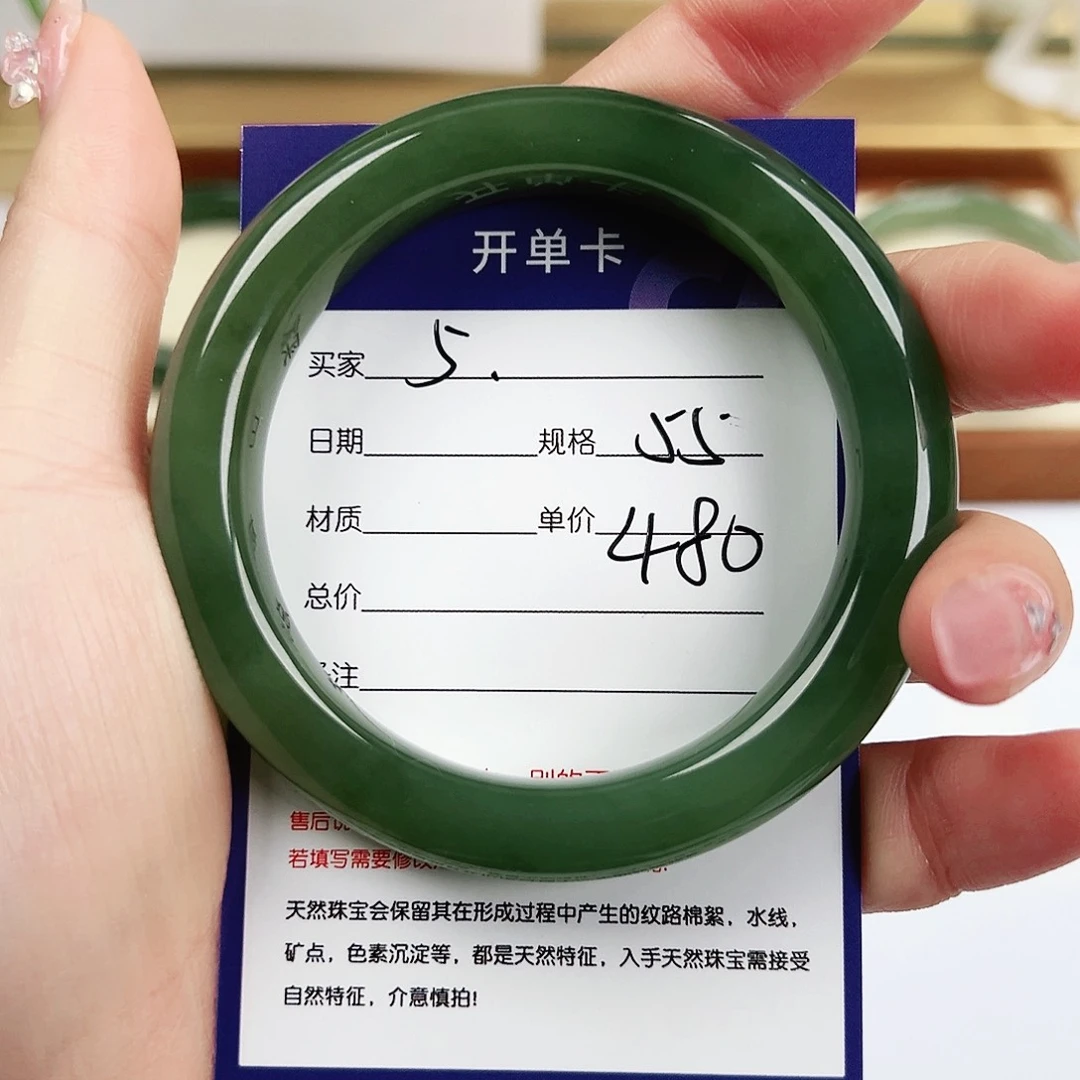 开单卡
买家 5.
日期 规格 55
材质 单价 480
总价
注
售后
若填写需要修改
天然珠宝会保留其在形成过程中产生的纹路棉絮，水线，
矿点，色素沉淀等，都是天然特征，入手天然珠宝需接受
自然特征，介意慎拍!